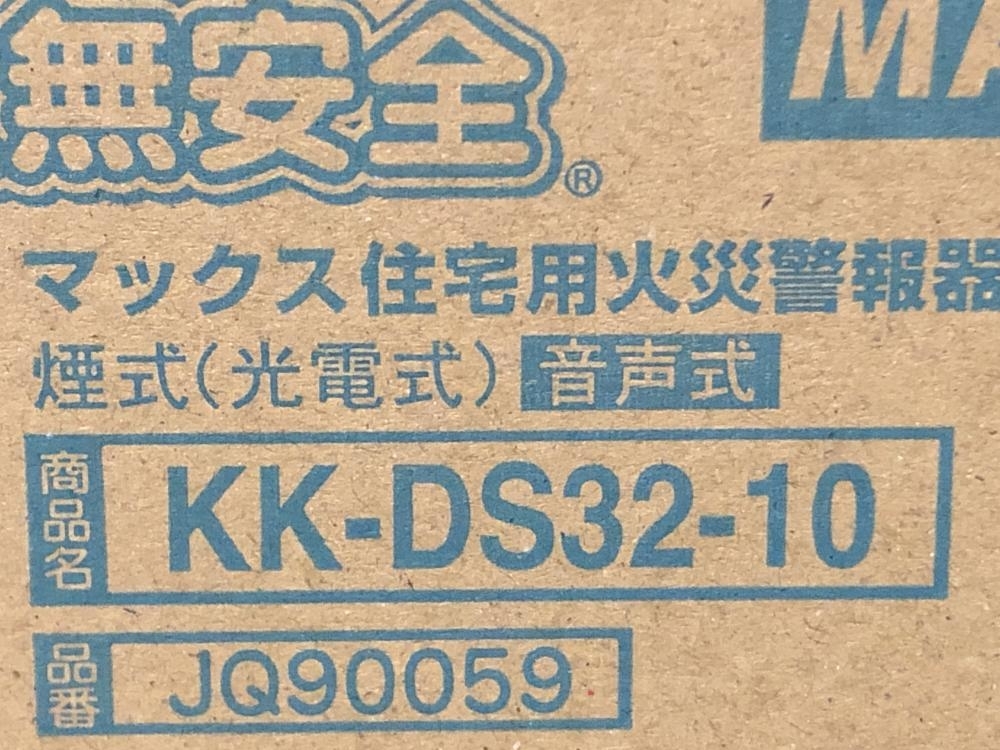 無安全®
MA
マックス住宅用火災警報器
煙式(光電式) 音声式
商品名 KK-DS32-10
品番 JQ90059